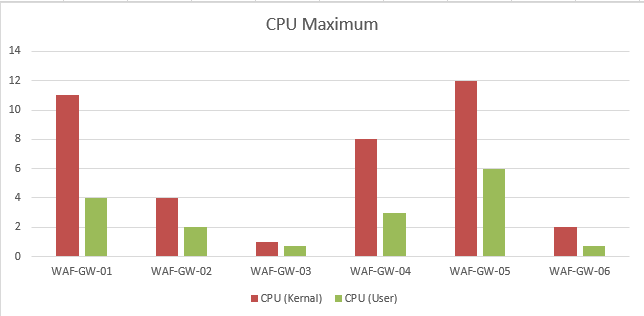 CPU Maximum
14
12
10
8
6
4
2
0
WAF-GW-01 WAF-GW-02 WAF-GW-03 WAF-GW-04 WAF-GW-05 WAF-GW-06
CPU (Kernal) CPU (User)